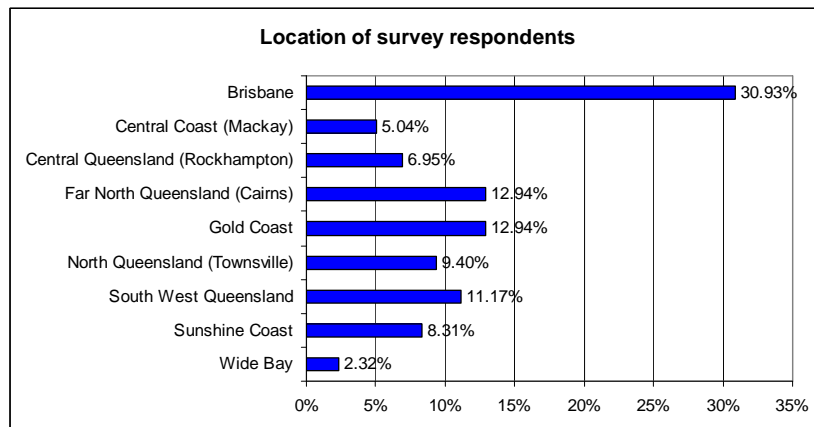 Location of survey respondents
Brisbane 30.93%
Central Coast (Mackay) 5.04%
Central Queensland (Rockhampton) 6.95%
Far North Queensland (Cairns) 12.94%
Gold Coast 12.94%
North Queensland (Townsville) 9.40%
South West Queensland 11.17%
Sunshine Coast 8.31%
Wide Bay 2.32%
0% 5% 10% 15% 20% 25% 30% 35%